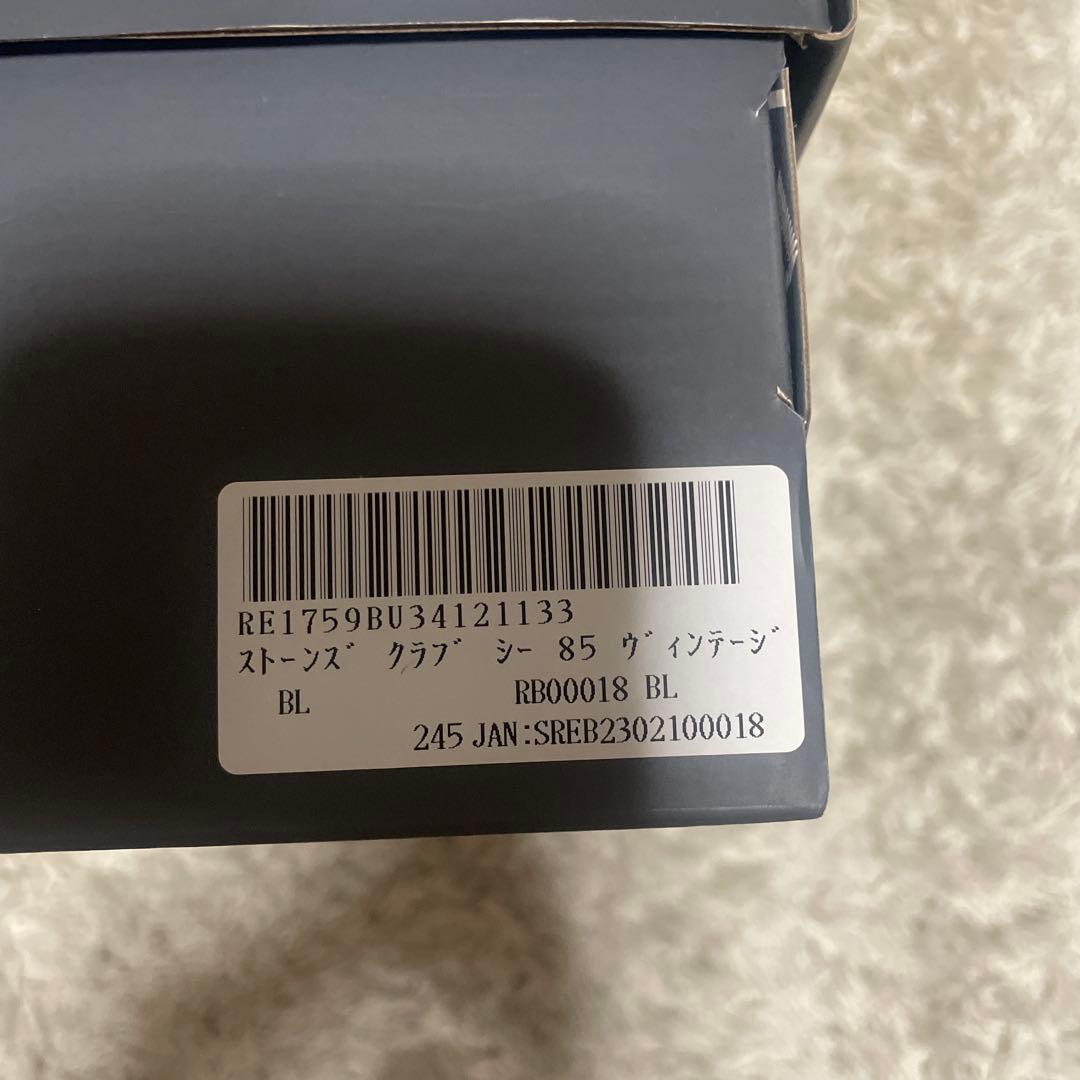 RE1759BU34121133
ｽﾄｰﾝｽﾞ ｸﾗﾌﾞ ｼｰ 85 ｳﾞｨﾝﾃｰｼﾞ
BL RB00018 BL
245 JAN:SREB2302100018